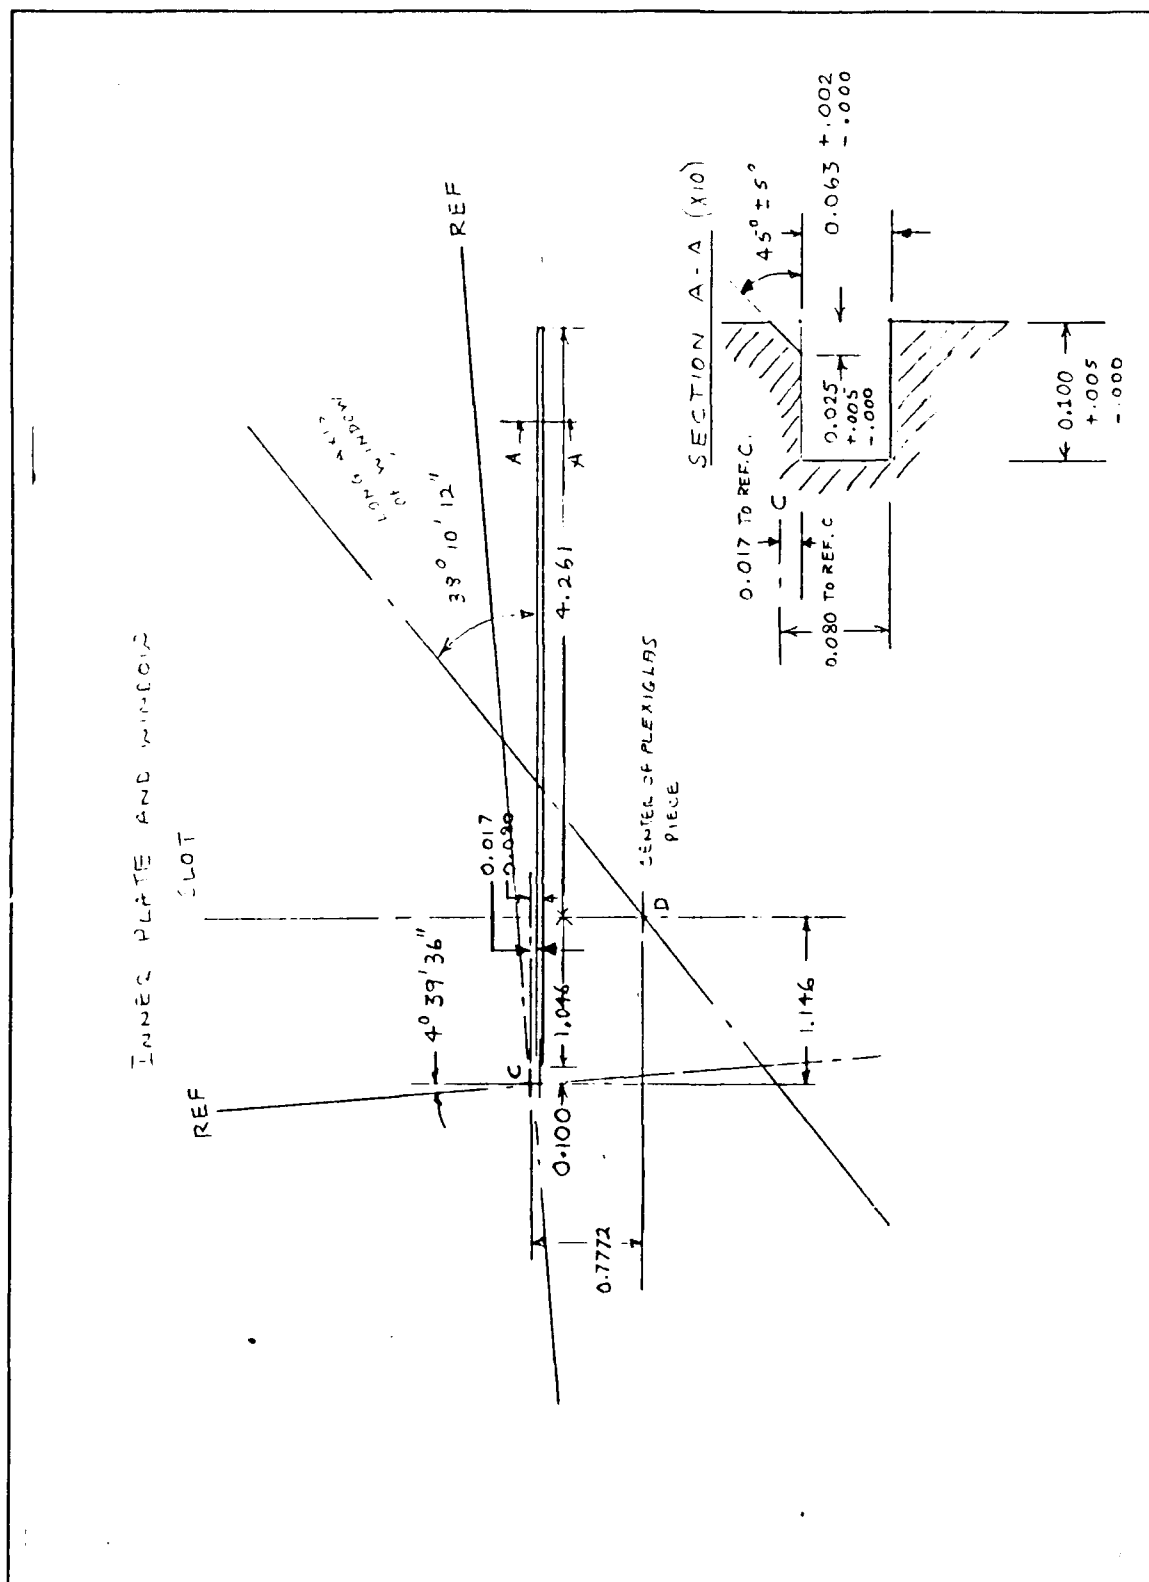 INNER PLATE AND WINDOW
SLOT
REF
4° 39' 36"
C
0.017
0.080
REF
LONG AXIS
OF WINDOW
38° 10' 12"
A
A
4.261
1.046
0.100
0.7772
1.146
D
CENTER OF PLEXIGLAS
PIECE
SECTION A-A (X10)
45° ± 5°
0.063 +.002
-.000
0.017 TO REF.C.
C
0.080 TO REF.C
0.025
+.005
-.000
0.100
+.005
-.000